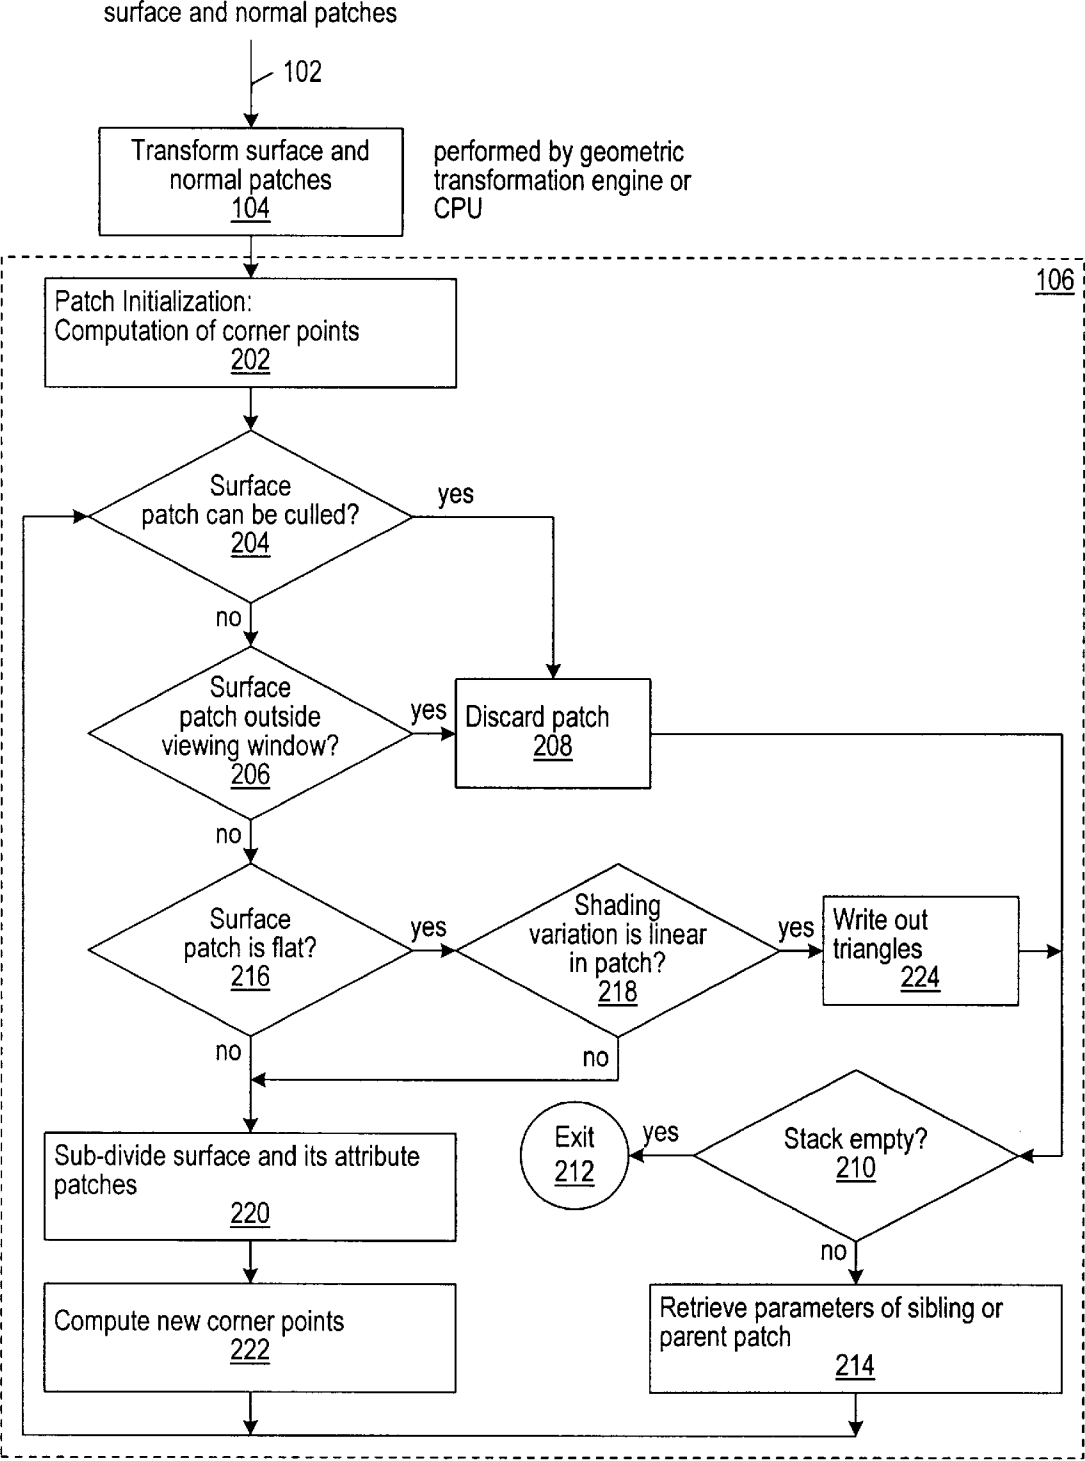 surface and normal patches
102
Transform surface and
normal patches
104
performed by geometric
transformation engine or
CPU
106
Patch Initialization:
Computation of corner points
202
Surface
patch can be culled?
204
yes
no
Surface
patch outside
viewing window?
206
yes
Discard patch
208
no
Surface
patch is flat?
216
yes
Shading
variation is linear
in patch?
218
yes
Write out
triangles
224
no
no
Sub-divide surface and its attribute
patches
220
Exit
212
yes
Stack empty?
210
no
Compute new corner points
222
Retrieve parameters of sibling or
parent patch
214